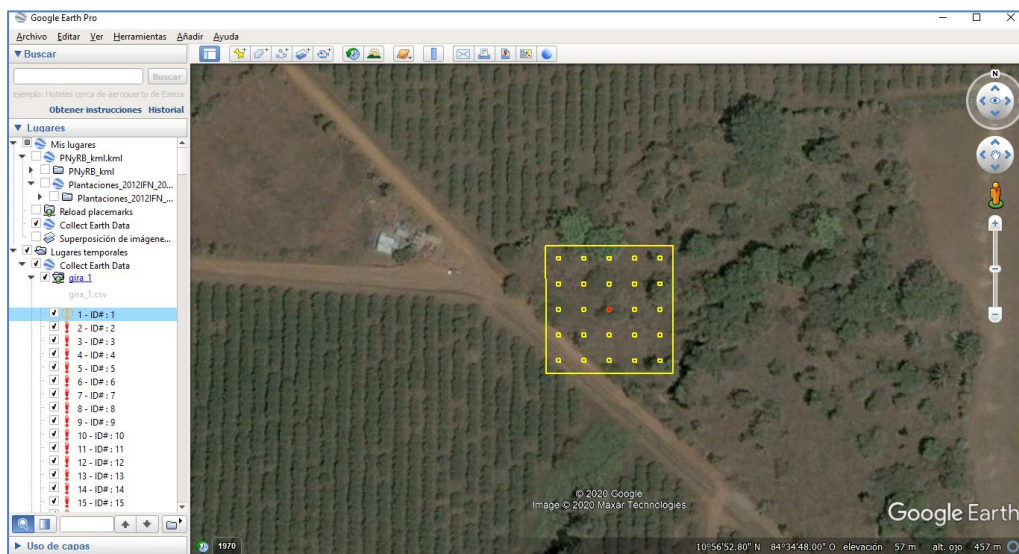 Google Earth Pro
Archivo Editar Ver Herramientas Añadir Ayuda
Buscar
Buscar
ejemplo: Hoteles cerca de aeropuerto de Ezeiza
Obtener instrucciones Historial
Lugares
Mis lugares
PNyRB_kml.kml
PNyRB_kml
Plantaciones_2012IFN_20...
Plantaciones_2012IFN_...
Reload placemarks
Collect Earth Data
Superposición de imágene...
Lugares temporales
Collect Earth Data
gira_1
gira_1.csv
1 - ID# : 1
2 - ID# : 2
3 - ID# : 3
4 - ID# : 4
5 - ID# : 5
6 - ID# : 6
7 - ID# : 7
8 - ID# : 8
9 - ID# : 9
10 - ID# : 10
11 - ID# : 11
12 - ID# : 12
13 - ID# : 13
14 - ID# : 14
15 - ID# : 15
Uso de capas
N
© 2020 Google
Image © 2020 Maxar Technologies
Google Earth
1970
10°56'52.80" N 84°34'48.00" O elevación 57 m alt. ojo 457 m